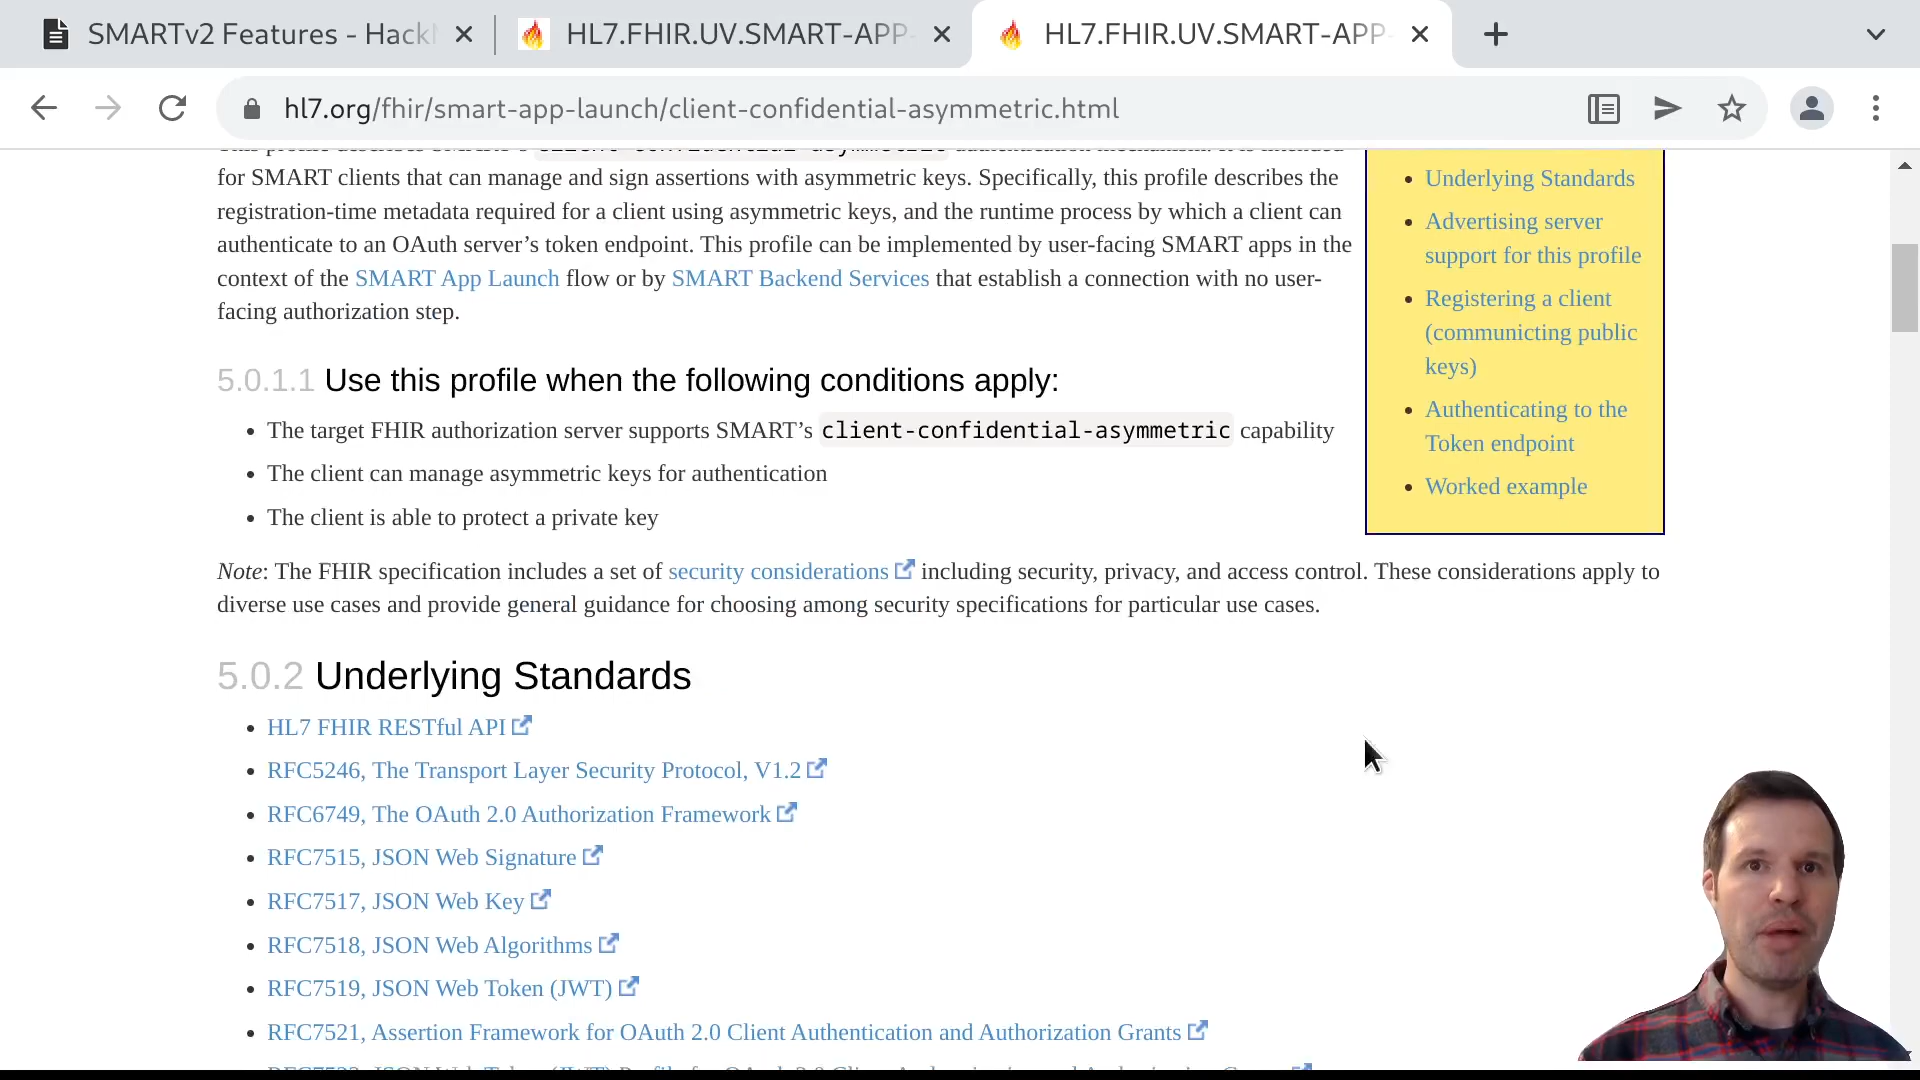 SMARTv2 Features - Hack
HL7.FHIR.UV.SMART-APP-
HL7.FHIR.UV.SMART-APP-
hl7.org/fhir/smart-app-launch/client-confidential-asymmetric.html
for SMART clients that can manage and sign assertions with asymmetric keys. Specifically, this profile describes the
registration-time metadata required for a client using asymmetric keys, and the runtime process by which a client can
authenticate to an OAuth server’s token endpoint. This profile can be implemented by user-facing SMART apps in the
context of the SMART App Launch flow or by SMART Backend Services that establish a connection with no user-
facing authorization step.
Underlying Standards
Advertising server
support for this profile
Registering a client
(communicting public
keys)
Authenticating to the
Token endpoint
Worked example
5.0.1.1 Use this profile when the following conditions apply:
• The target FHIR authorization server supports SMART’s client-confidential-asymmetric capability
• The client can manage asymmetric keys for authentication
• The client is able to protect a private key
Note: The FHIR specification includes a set of security considerations including security, privacy, and access control. These considerations apply to
diverse use cases and provide general guidance for choosing among security specifications for particular use cases.
5.0.2 Underlying Standards
• HL7 FHIR RESTful API
• RFC5246, The Transport Layer Security Protocol, V1.2
• RFC6749, The OAuth 2.0 Authorization Framework
• RFC7515, JSON Web Signature
• RFC7517, JSON Web Key
• RFC7518, JSON Web Algorithms
• RFC7519, JSON Web Token (JWT)
• RFC7521, Assertion Framework for OAuth 2.0 Client Authentication and Authorization Grants